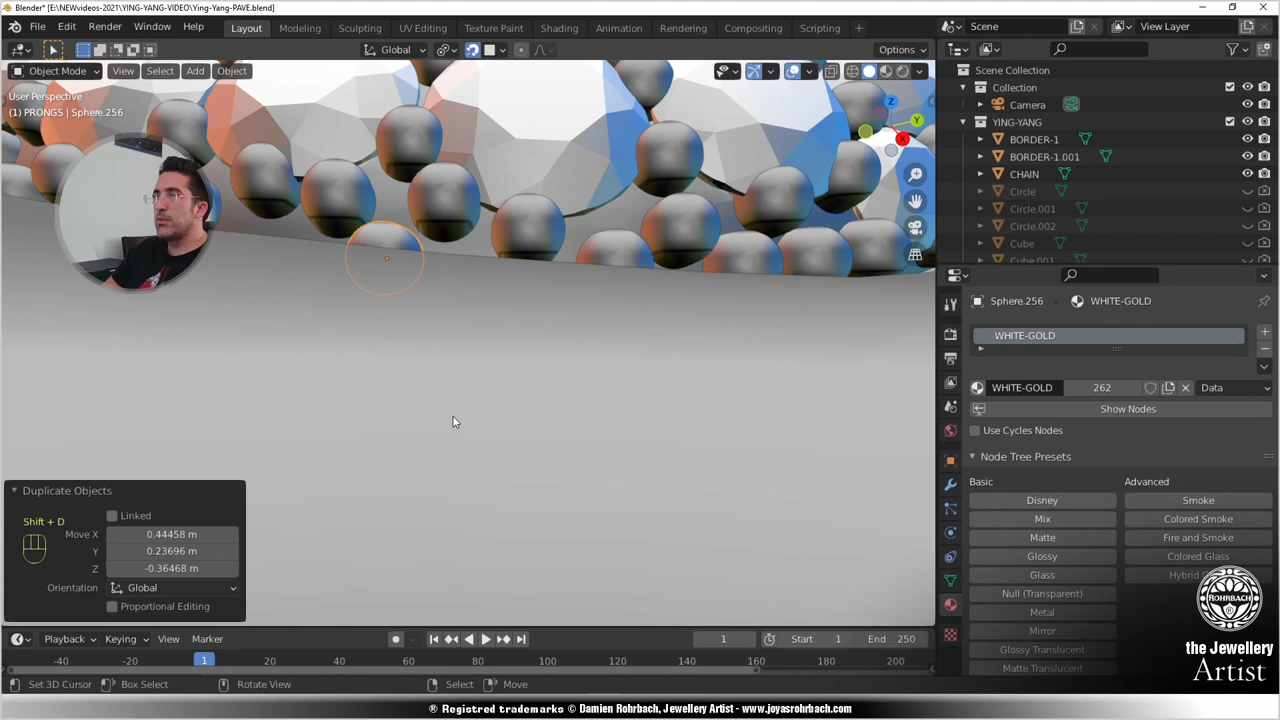 Blender* [E:\NEWvideos-2021\YING-YANG-VIDEO\Ying-Yang-PAVE.blend]
File Edit Render Window Help
Layout Modeling Sculpting UV Editing Texture Paint Shading Animation Rendering Compositing Scripting
Scene View Layer
Global Options
Object Mode View Select Add Object
User Perspective
(1) PRONGS | Sphere.256
Z
Y
X
Scene Collection
Collection
Camera
YING-YANG
BORDER-1
BORDER-1.001
CHAIN
Circle
Circle.001
Circle.002
Cube
Cube.001
Sphere.256 WHITE-GOLD
WHITE-GOLD
WHITE-GOLD 262 Data
Show Nodes
Use Cycles Nodes
Node Tree Presets
Basic Advanced
Disney Smoke
Mix Colored Smoke
Matte Fire and Smoke
Glossy Colored Glass
Glass Hybrid G
Null (Transparent)
Metal
Mirror
Glossy Translucent
Matte Translucent
Duplicate Objects
Linked
Shift + D
Move X 0.44458 m
Y 0.23696 m
Z -0.36468 m
Orientation Global
Proportional Editing
Playback Keying View Marker
1 Start 1 End 250
-40 -20 1 20 40 60 80 100 120 140 160 180 200
Set 3D Cursor Box Select Rotate View Select Move
ROHRBACH
the Jewellery
Artist
® Registered trademarks © Damien Rohrbach, Jewellery Artist - www.joyasrohrbach.com